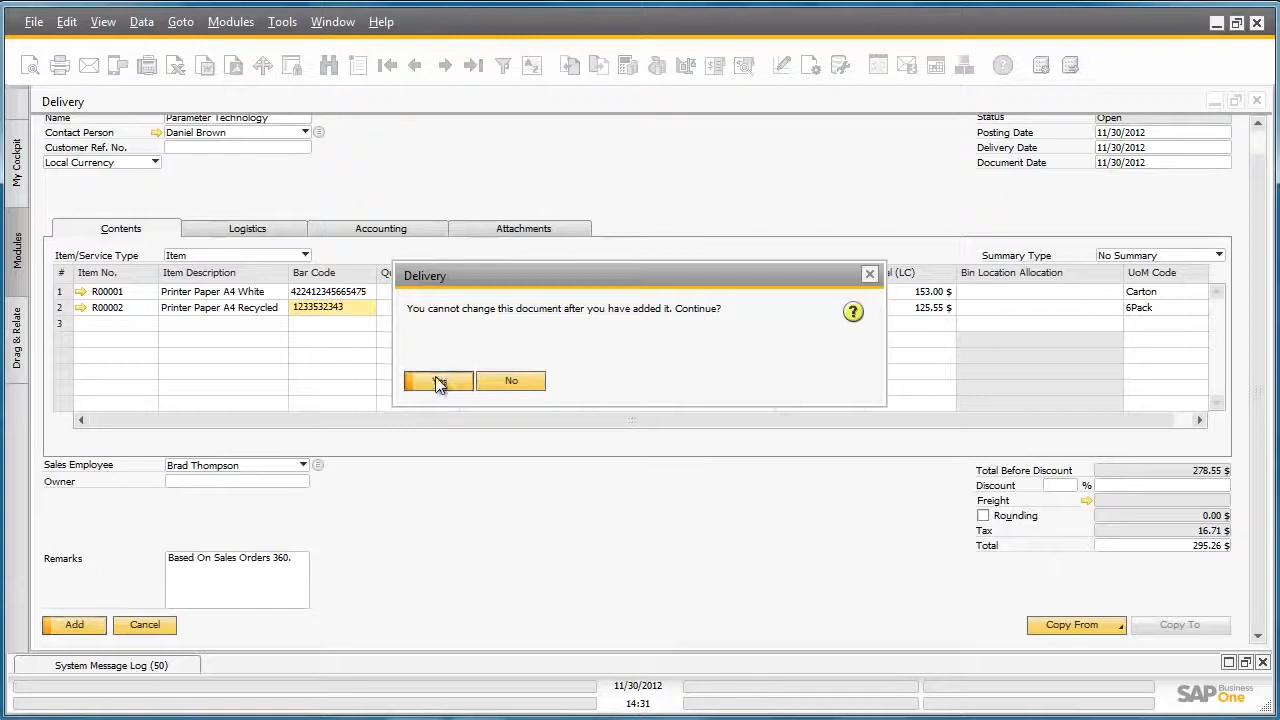 File Edit View Data Goto Modules Tools Window Help
Delivery
Name Parameter Technology Status Open
Contact Person Daniel Brown Posting Date 11/30/2012
Customer Ref. No. Delivery Date 11/30/2012
Local Currency Document Date 11/30/2012
My Cockpit
Modules
Drag & Relate
Contents Logistics Accounting Attachments
Item/Service Type Item Summary Type No Summary
# Item No. Item Description Bar Code (LC) Bin Location Allocation UoM Code
1 R00001 Printer Paper A4 White 422412345665475 153.00 $ Carton
2 R00002 Printer Paper A4 Recycled 1233532343 125.55 $ 6Pack
3
Delivery
You cannot change this document after you have added it. Continue?
?
No
Sales Employee Brad Thompson Total Before Discount 278.55 $
Owner Discount %
Freight
Rounding 0.00 $
Tax 16.71 $
Remarks Based On Sales Orders 360. Total 295.26 $
Add Cancel Copy From Copy To
System Message Log (50)
11/30/2012
14:31
SAP Business One